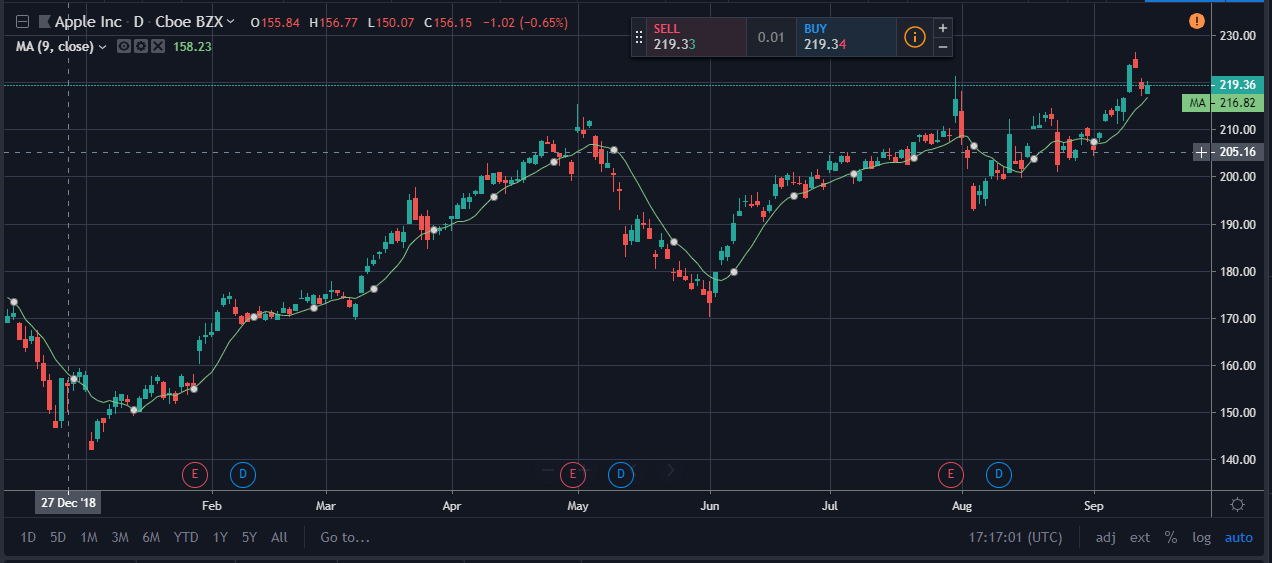 Apple Inc · D · Cboe BZX O155.84 H156.77 L150.07 C156.15 −1.02 (−0.65%)
MA (9, close) 158.23
SELL
219.33
0.01
BUY
219.34
+
−
230.00
219.36
MA 216.82
210.00
205.16
200.00
190.00
180.00
170.00
160.00
150.00
140.00
E D E D E D
27 Dec '18 Feb Mar Apr May Jun Jul Aug Sep
1D 5D 1M 3M 6M YTD 1Y 5Y All Go to... 17:17:01 (UTC) adj ext % log auto